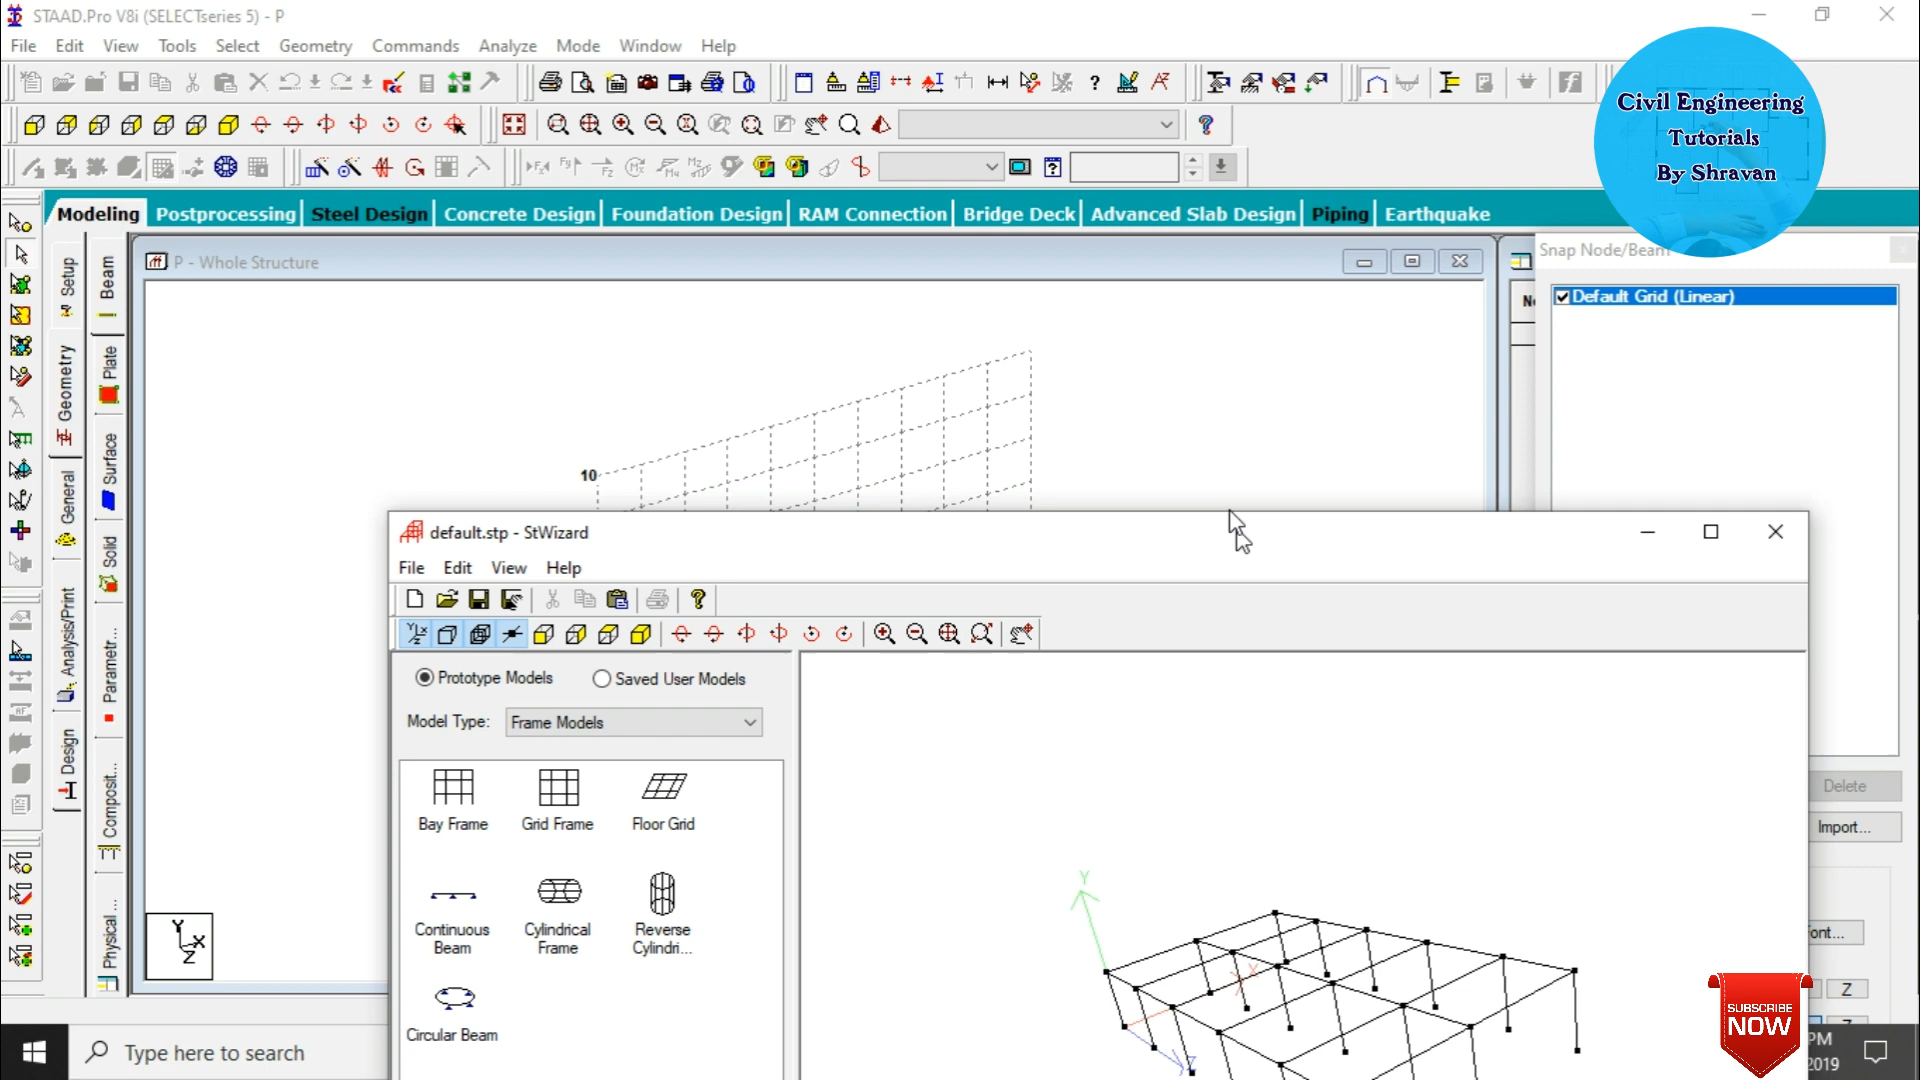 STAAD.Pro V8i (SELECTseries 5) - P
File Edit View Tools Select Geometry Commands Analyze Mode Window Help
Civil Engineering
Tutorials
By Shravan
Modeling Postprocessing Steel Design Concrete Design Foundation Design RAM Connection Bridge Deck Advanced Slab Design Piping Earthquake
P - Whole Structure
Snap Node/Beam
Default Grid (Linear)
Setup
Geometry
General
Analysis/Print
Design
Beam
Plate
Surface
Solid
Parametr...
Composit...
Physical ...
10
default.stp - StWizard
File Edit View Help
Prototype Models Saved User Models
Model Type: Frame Models
Bay Frame Grid Frame Floor Grid
Continuous
Beam
Cylindrical
Frame
Reverse
Cylindri...
Circular Beam
Y
X
Z
Y
X
Z
Delete
Import...
Z
SUBSCRIBE
NOW
Type here to search
PM
2019